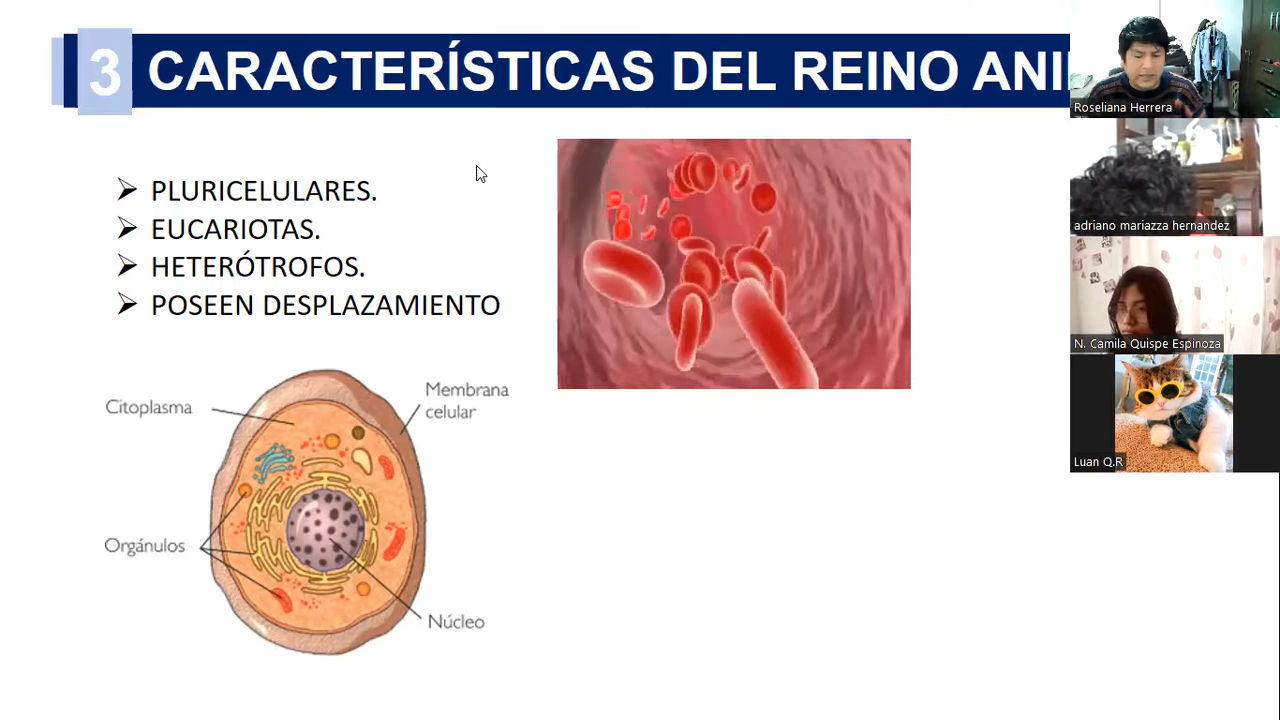 3 CARACTERÍSTICAS DEL REINO ANI
PLURICELULARES.
EUCARIOTAS.
HETERÓTROFOS.
POSEEN DESPLAZAMIENTO
Citoplasma
Membrana
celular
Orgánulos
Núcleo
Roseliana Herrera
adriano mariazza hernandez
N. Camila Quispe Espinoza
Luan Q.R